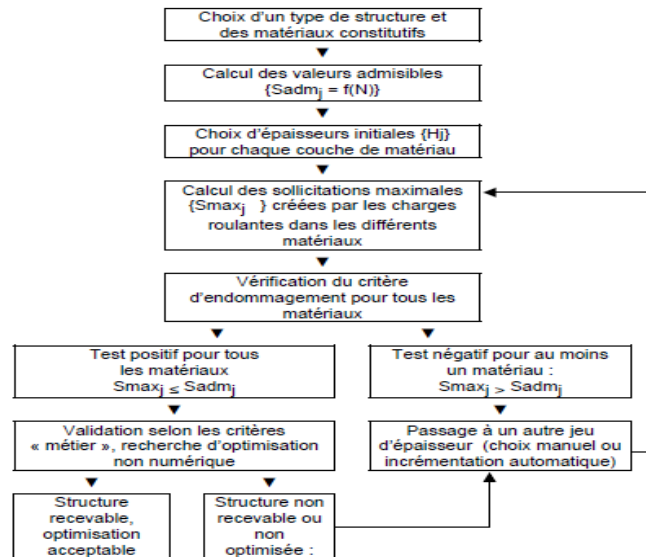 Choix d'un type de structure et
des matériaux constitutifs
▼
Calcul des valeurs admisibles
{Sadmj = f(N)}
▼
Choix d'épaisseurs initiales {Hj}
pour chaque couche de matériau
▼
Calcul des sollicitations maximales
{Smaxj } créées par les charges
roulantes dans les différents
matériaux
▼
Vérification du critère
d'endommagement pour tous les
matériaux
▼
Test positif pour tous
les matériaux
Smaxj ≤ Sadmj
▼
Test négatif pour au moins
un matériau :
Smaxj > Sadmj
▼
Validation selon les critères
« métier », recherche d'optimisation
non numérique
▼
Passage à un autre jeu
d'épaisseur (choix manuel ou
incrémentation automatique)
▼
Structure
recevable,
optimisation
acceptable
▼
Structure non
recevable ou
non
optimisée :